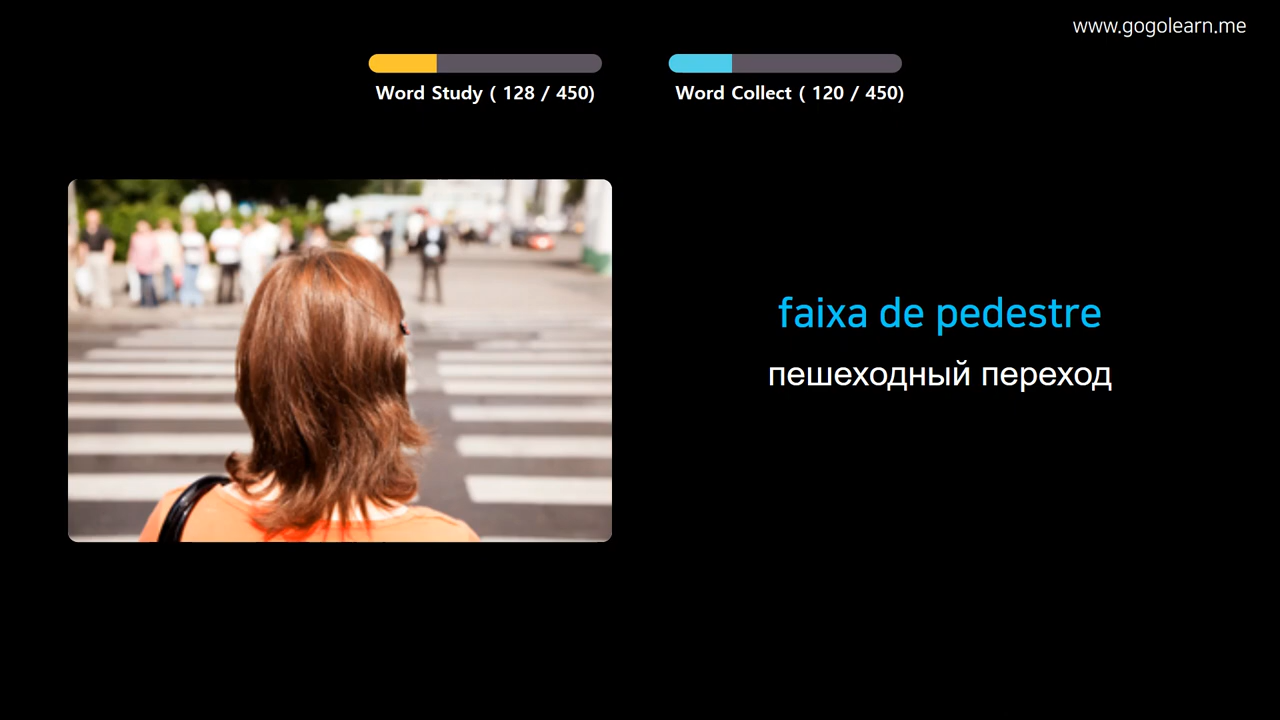 www.gogolearn.me
Word Study ( 128 / 450)
Word Collect ( 120 / 450)
faixa de pedestre
пешеходный переход